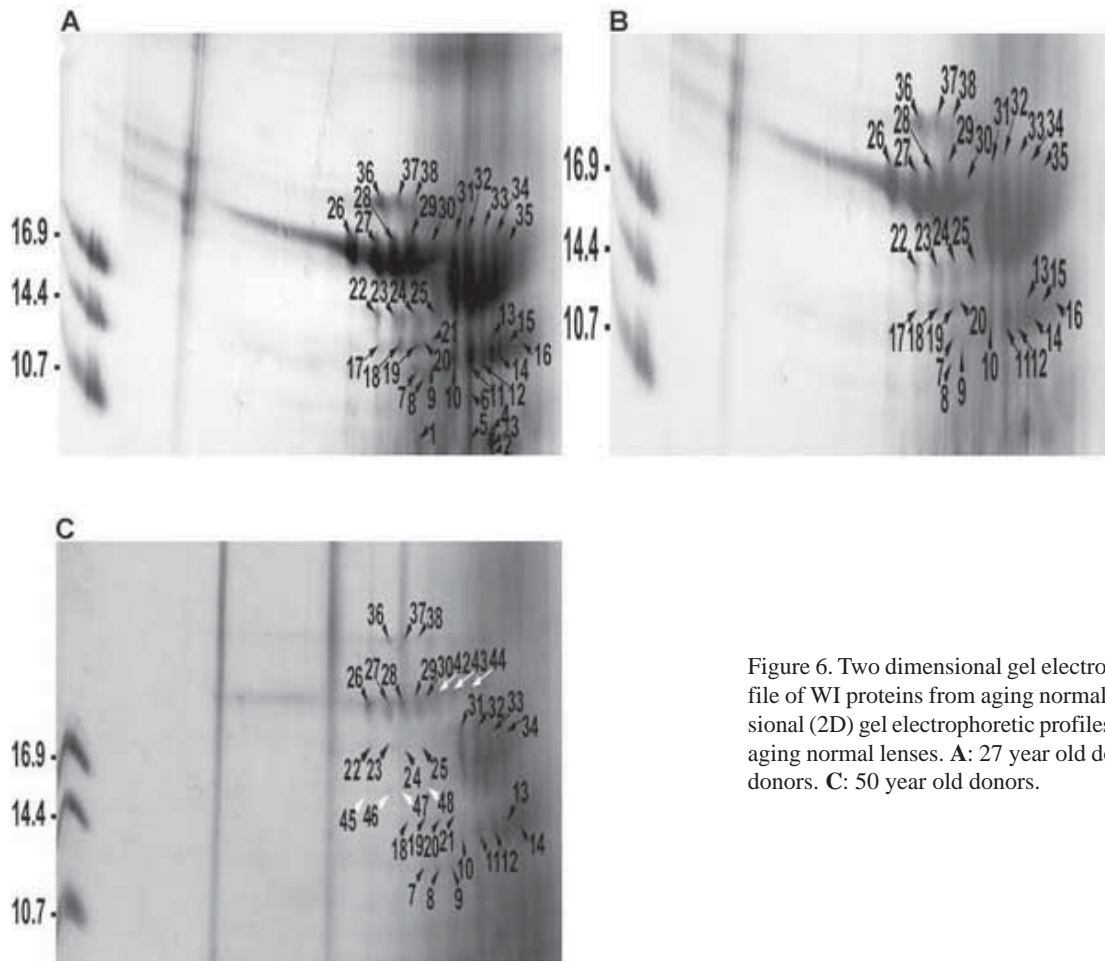 A
36 37 38
32
31 34
28 33
26 27 29 30 35
16.9
14.4
22 23 24 25 13
21 15
10.7
17 18 19 20 14 16
7 8 9 10 11 12
6
5 4
1 3
2
B
36 37 38
31 32
28 33 34
26 27 29 30 35
16.9
14.4
22 23 24 25
13 15
10.7
17 18 19 20 16
7 10 11 12 14
8 9
C
36 37 38
26 27 28 29 30 42 43 44
31 32 33
34
16.9
22 23
24 25
14.4
45 46 47 48 13
18 19 20 21
10 11 12 14
10.7
7 8 9
Figure 6. Two dimensional gel electro
file of WI proteins from aging normal
sional (2D) gel electrophoretic profiles
aging normal lenses. A: 27 year old do
donors. C: 50 year old donors.